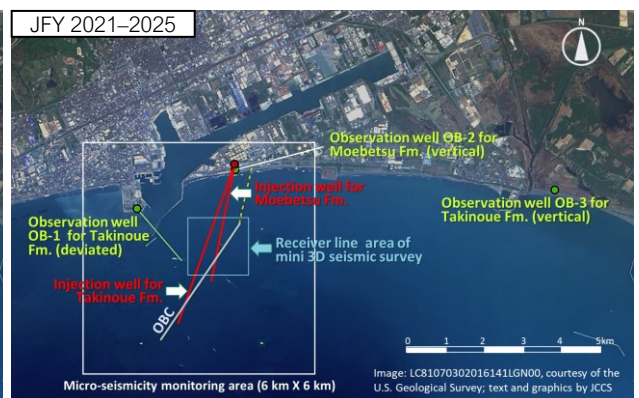 JFY 2021–2025
N
Observation well OB-2 for
Moebetsu Fm. (vertical)
Injection well for
Moebetsu Fm.
Observation well OB-3 for
Takinoue Fm. (vertical)
Observation well
OB-1 for Takinoue
Fm. (deviated)
Receiver line area of
mini 3D seismic survey
Injection well for
Takinoue Fm.
OBC
0 1 2 3 4 5km
Micro-seismicity monitoring area (6 km X 6 km)
Image: LC81070302016141LGN00, courtesy of the
U.S. Geological Survey; text and graphics by JCCS